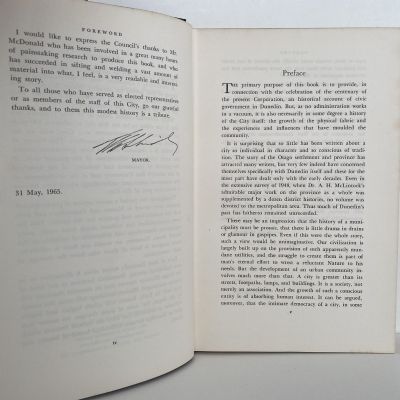 FOREWORD
I would like to express the Council's thanks to Mr.
McDonald who has been involved in a great many hours
of painstaking research to produce this book, and who
has succeeded in sifting and welding a vast amount of
material into what, I feel, is a very readable and interest-
ing story.
To all those who have served as elected representatives
or as members of the staff of this City, go our grateful
thanks, and to them this modest history is a tribute.
MAYOR.
31 May, 1965.
iv
Preface
THE primary purpose of this book is to provide, in
connection with the celebration of the centenary of
the present Corporation, an historical account of civic
government in Dunedin. But, as no administration works
in a vacuum, it is also necessarily in some degree a history
of the City itself: the growth of the physical fabric and
the experiences and influences that have moulded the
community.
It is surprising that so little has been written about a
city so individual in character and so conscious of tradi-
tion. The story of the Otago settlement and province has
attracted many writers, but very few indeed have concerned
themselves specifically with Dunedin itself and these for the
most part have dealt only with the early decades. Even in
the extensive survey of 1948, when Dr. A. H. McLintock's
admirable major work on the province as a whole was
supplemented by a dozen district histories, no volume was
devoted to the metropolitan area. Thus much of Dunedin's
past has hitherto remained unrecorded.
There may be an impression that the history of a muni-
cipality must be prosaic, that there is little drama in drains
or glamour in gaspipes. Even if this were the whole story,
such a view would be unimaginative. Our civilization is
largely built up on the provision of such apparently mun-
dane utilities, and the struggle to create them is part of
man's eternal effort to wrest a reluctant Nature to his
needs. But the development of an urban community in-
volves much more than that. A city is greater than its
streets, footpaths, lamps, and buildings. It is a society, not
merely a place. And the growth of such a conscious
entity is of absorbing human interest. It can be argued,
moreover, that the intimate democracy of a city, in some
v